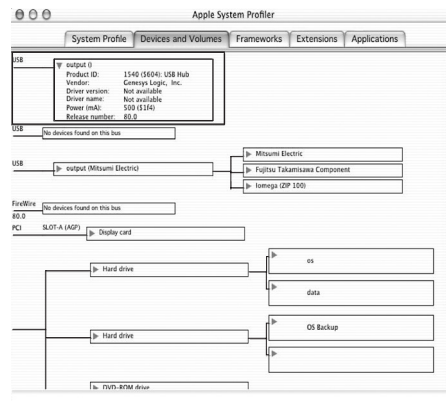 Apple System Profiler
System Profile Devices and Volumes Frameworks Extensions Applications
USB
output ()
Product ID: 1540 ($604): USB Hub
Vendor: Genesys Logic, Inc.
Driver version: Not available
Driver name: Not available
Power (mA): 500 ($1f4)
Release number: 80.0
USB
No devices found on this bus
USB
output (Mitsumi Electric)
Mitsumi Electric
Fujitsu Takamisawa Component
Iomega (ZIP 100)
FireWire
No devices found on this bus
80.0
PCI SLOT-A (AGP) Display card
Hard drive
os
data
Hard drive
OS Backup
DVD-ROM drive